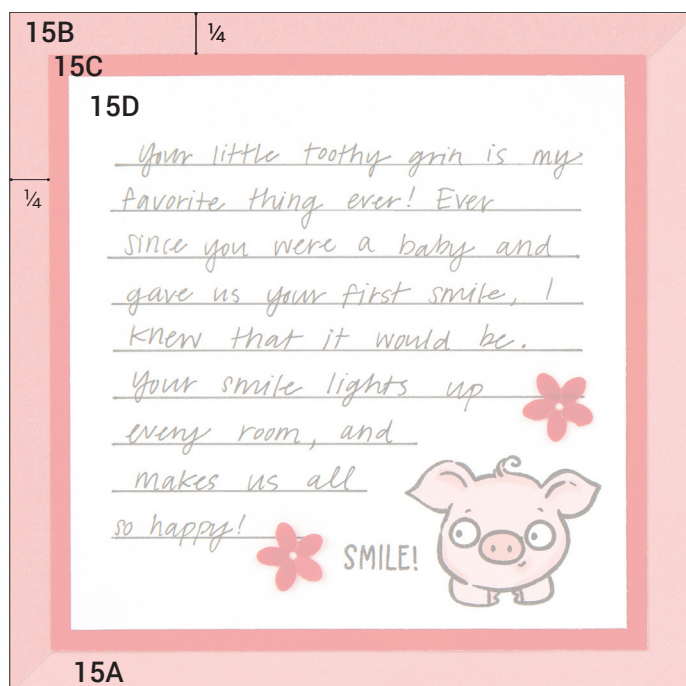 15B
¼
15C
15D
¼
Your little toothy grin is my
favorite thing ever! Ever
since you were a baby and
gave us your first smile, I
knew that it would be.
Your smile lights up
every room, and
makes us all
so happy!
SMILE!
15A